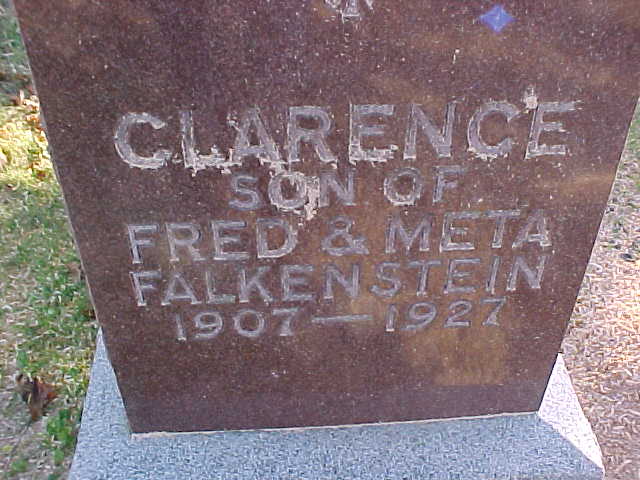 CLARENCE
SON OF
FRED & META
FALKENSTEIN
1907 — 1927